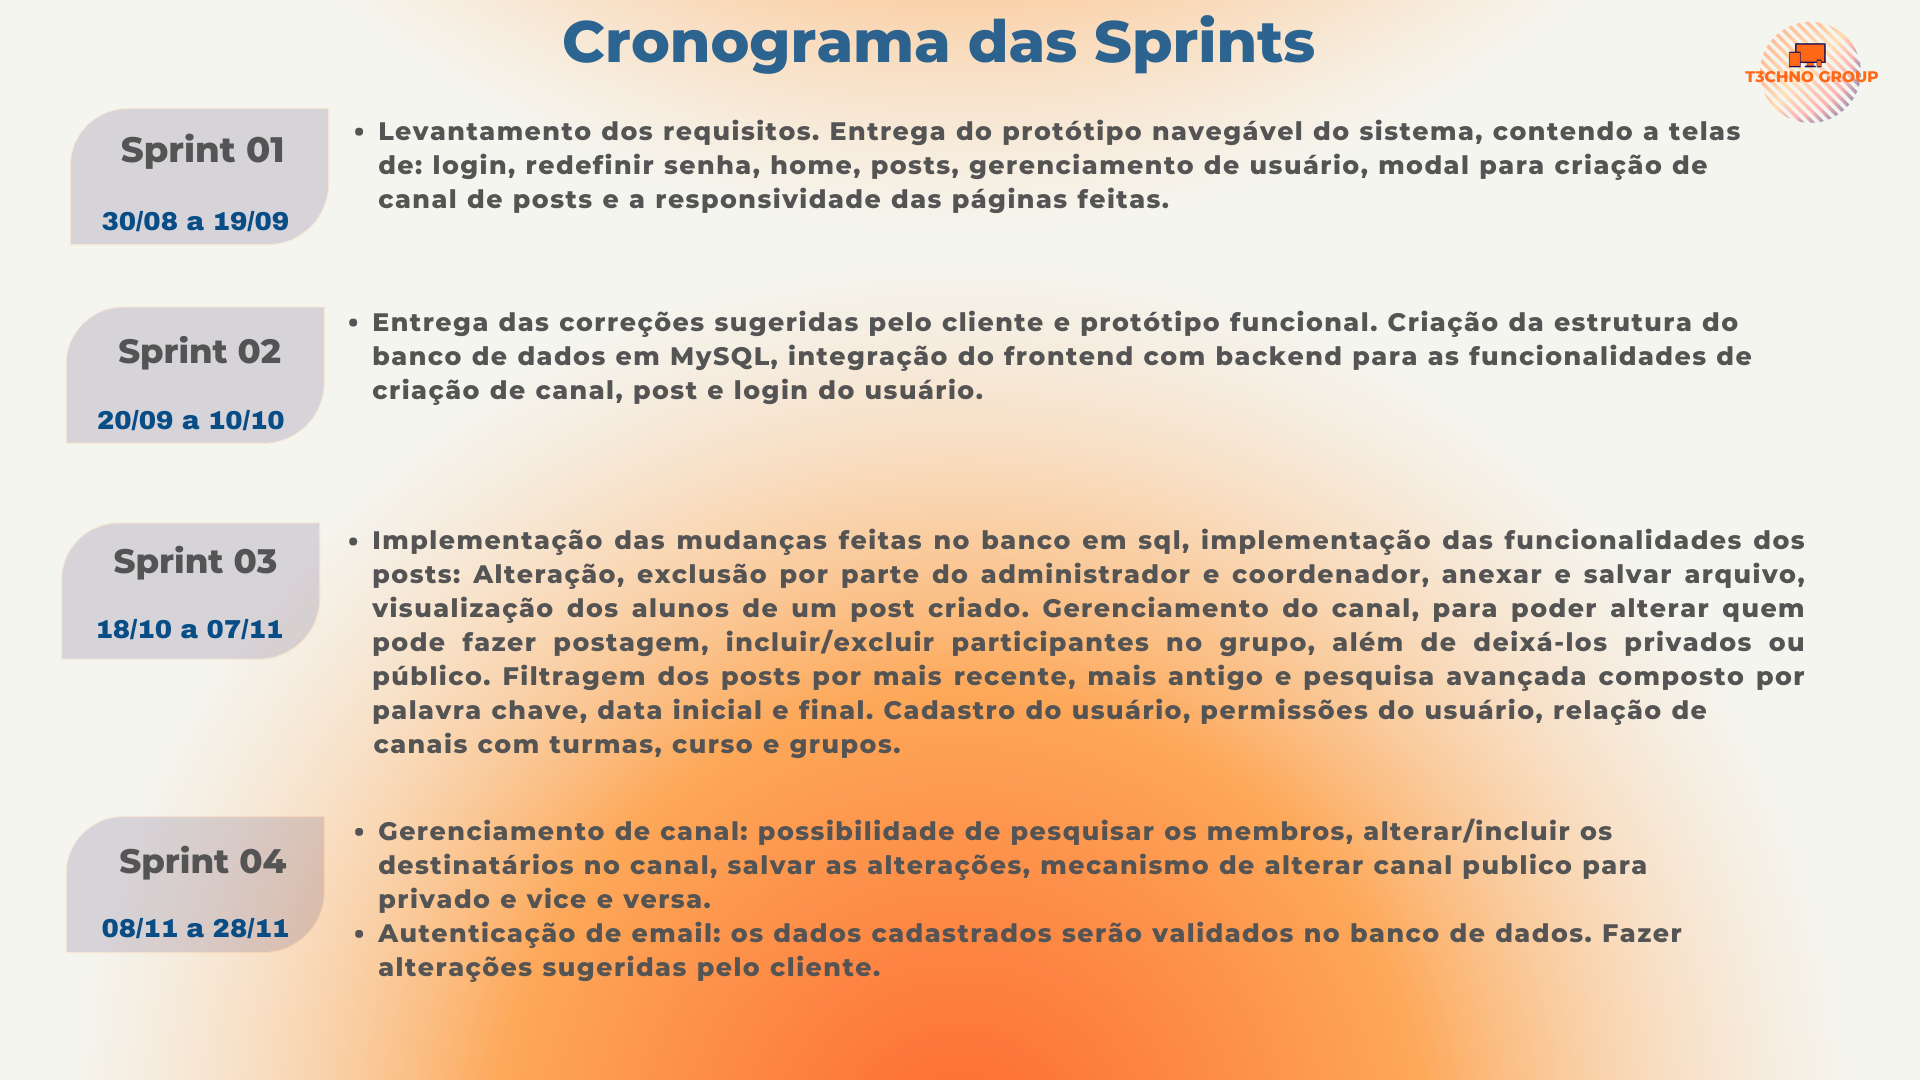 Cronograma das Sprints
T3CHNO GROUP
Sprint 01
30/08 a 19/09
• Levantamento dos requisitos. Entrega do protótipo navegável do sistema, contendo a telas
de: login, redefinir senha, home, posts, gerenciamento de usuário, modal para criação de
canal de posts e a responsividade das páginas feitas.
Sprint 02
20/09 a 10/10
• Entrega das correções sugeridas pelo cliente e protótipo funcional. Criação da estrutura do
banco de dados em MySQL, integração do frontend com backend para as funcionalidades de
criação de canal, post e login do usuário.
Sprint 03
18/10 a 07/11
• Implementação das mudanças feitas no banco em sql, implementação das funcionalidades dos
posts: Alteração, exclusão por parte do administrador e coordenador, anexar e salvar arquivo,
visualização dos alunos de um post criado. Gerenciamento do canal, para poder alterar quem
pode fazer postagem, incluir/excluir participantes no grupo, além de deixá-los privados ou
público. Filtragem dos posts por mais recente, mais antigo e pesquisa avançada composto por
palavra chave, data inicial e final. Cadastro do usuário, permissões do usuário, relação de
canais com turmas, curso e grupos.
Sprint 04
08/11 a 28/11
• Gerenciamento de canal: possibilidade de pesquisar os membros, alterar/incluir os
destinatários no canal, salvar as alterações, mecanismo de alterar canal publico para
privado e vice e versa.
• Autenticação de email: os dados cadastrados serão validados no banco de dados. Fazer
alterações sugeridas pelo cliente.